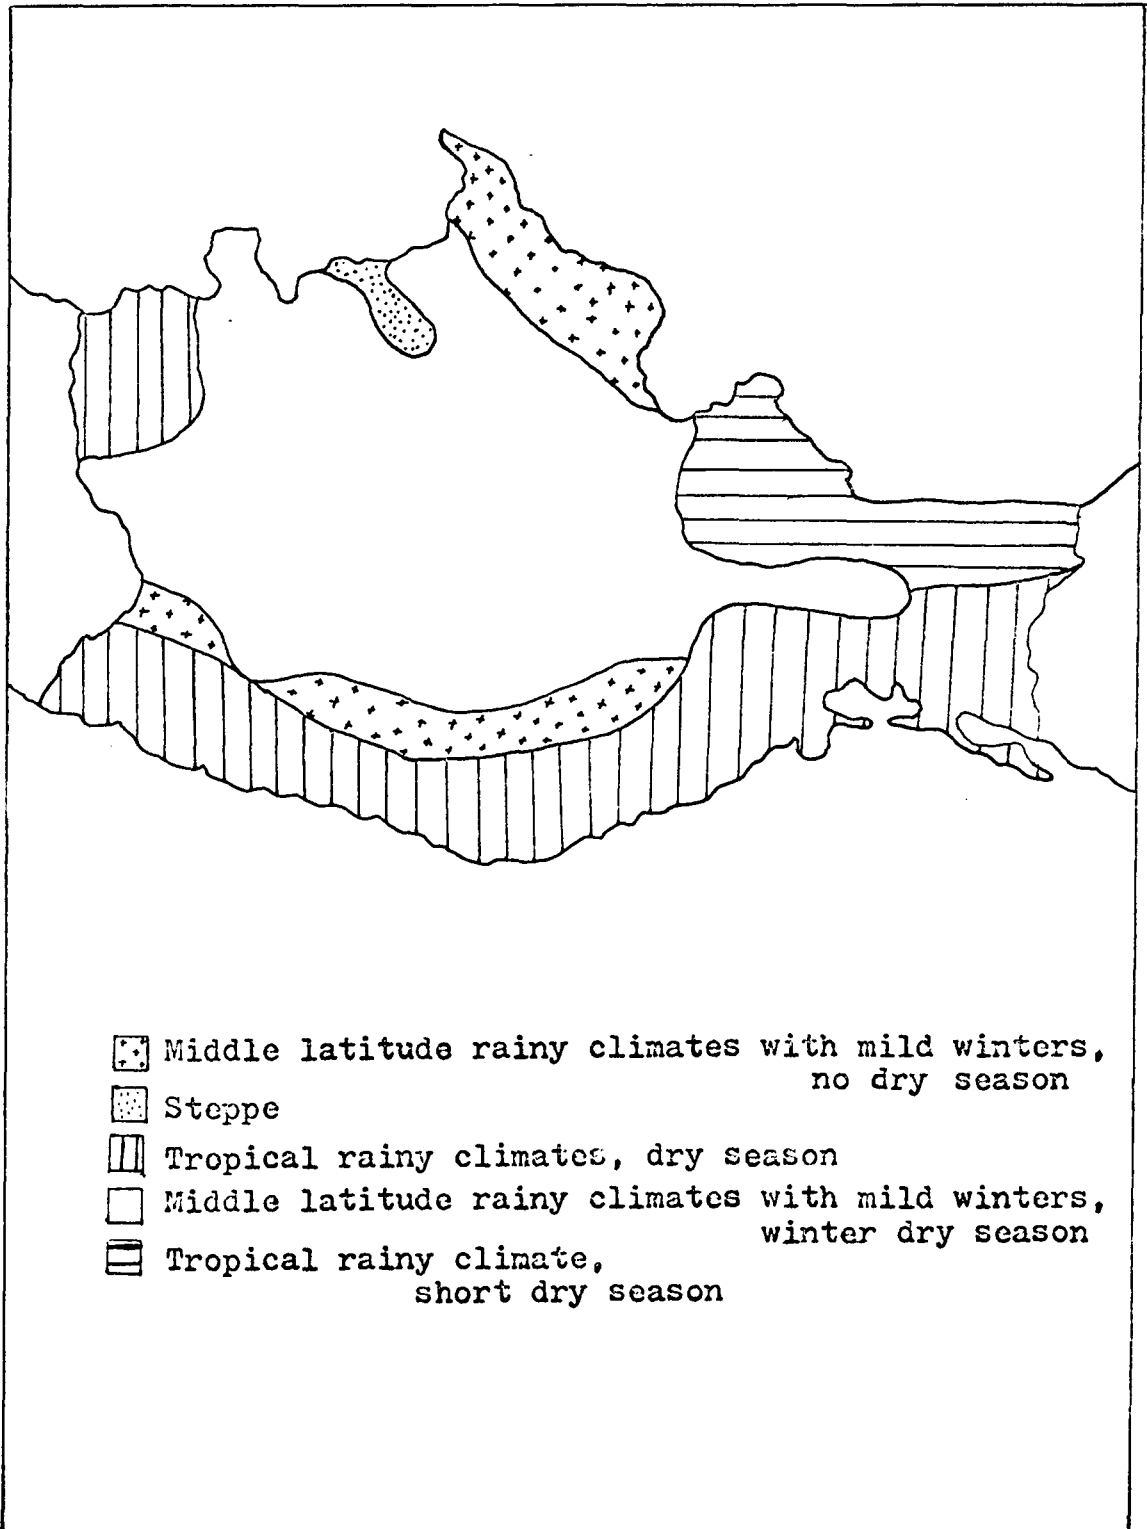 Middle latitude rainy climates with mild winters,
no dry season
Steppe
Tropical rainy climates, dry season
Middle latitude rainy climates with mild winters,
winter dry season
Tropical rainy climate,
short dry season